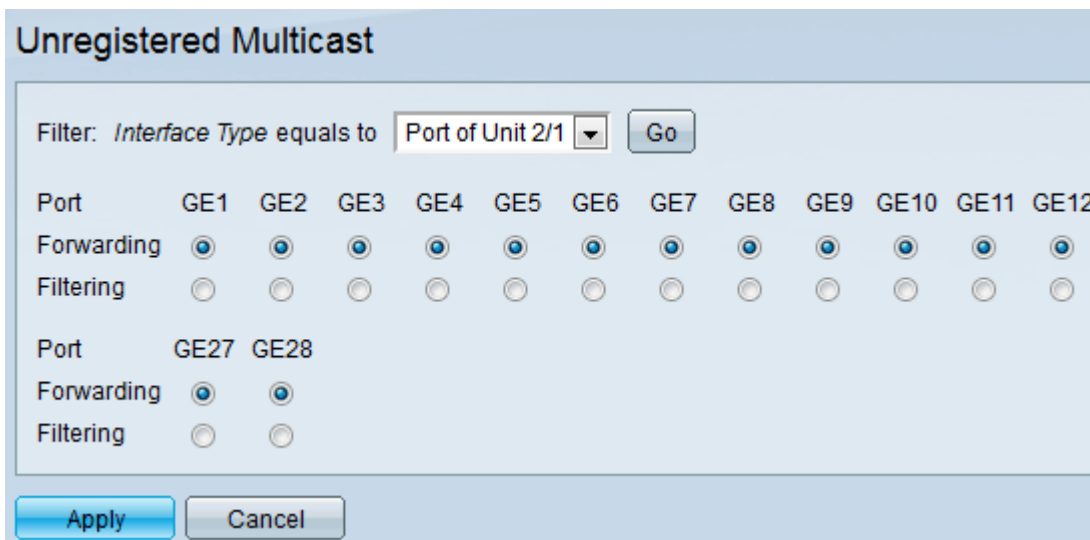 Unregistered Multicast
Filter: Interface Type equals to Port of Unit 2/1 Go
Port GE1 GE2 GE3 GE4 GE5 GE6 GE7 GE8 GE9 GE10 GE11 GE12
Forwarding
Filtering
Port GE27 GE28
Forwarding
Filtering
Apply Cancel